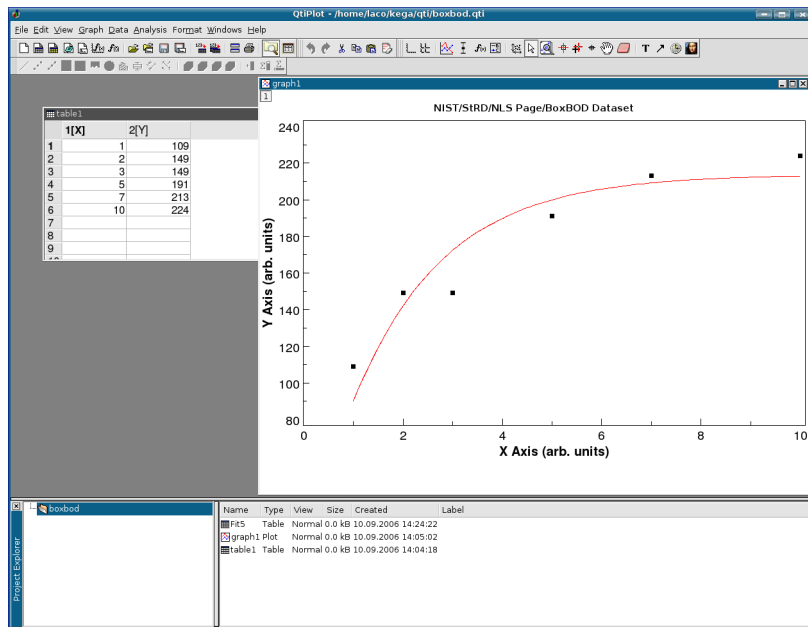 QtiPlot - /home/laco/kega/qti/boxbod.qti
File Edit View Graph Data Analysis Format Windows Help
table1
1[X] 2[Y]
1 1 109
2 2 149
3 3 149
4 5 191
5 7 213
6 10 224
7
8
9
graph1
1
NIST/StRD/NLS Page/BoxBOD Dataset
240
220
200
180
160
140
120
100
80
Y Axis (arb. units)
0 2 4 6 8 10
X Axis (arb. units)
Project Explorer
boxbod
Name Type View Size Created Label
Fit5 Table Normal 0.0 kB 10.09.2006 14:24:22
graph1 Plot Normal 0.0 kB 10.09.2006 14:05:02
table1 Table Normal 0.0 kB 10.09.2006 14:04:18